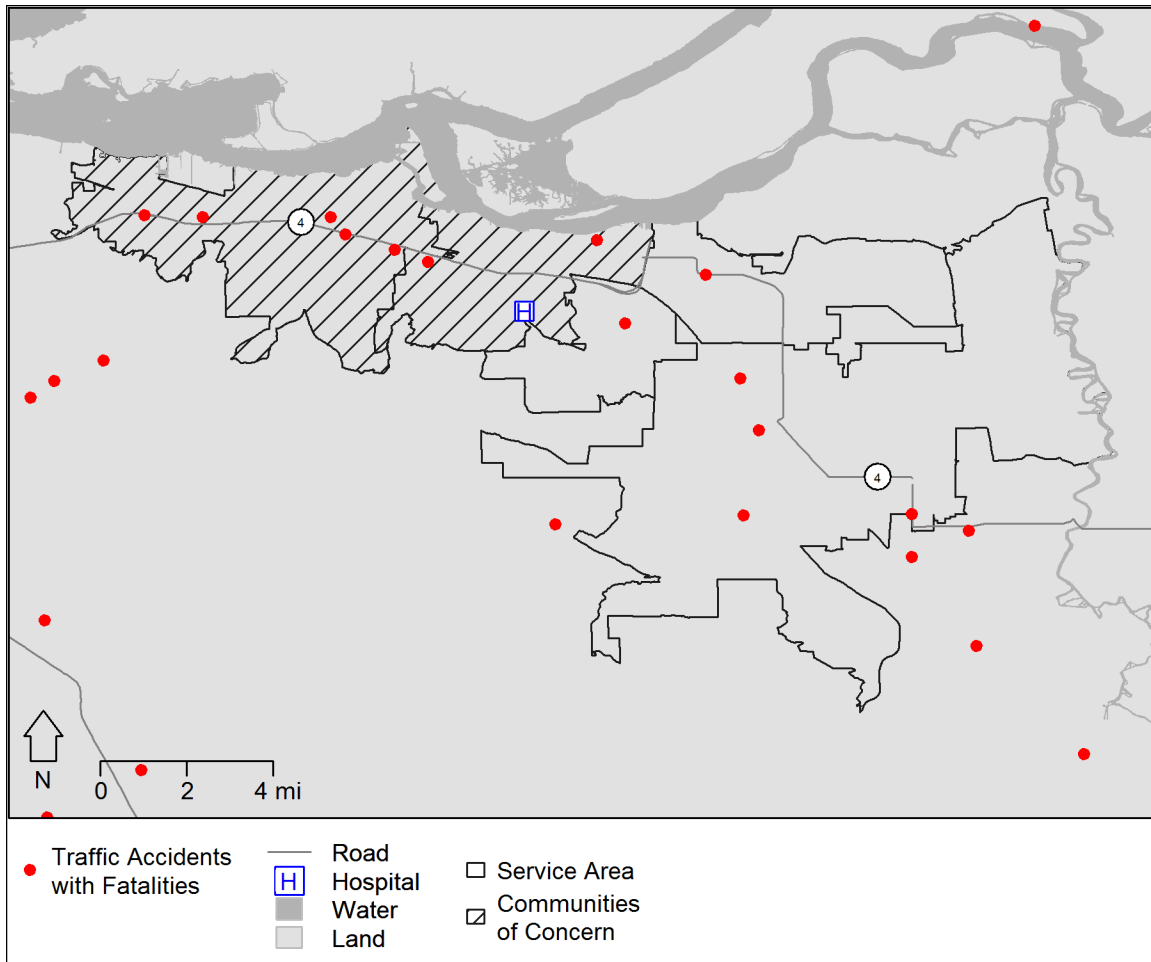 4
4
N
0 2 4 mi
Traffic Accidents
with Fatalities
Road
H Hospital
Water
Land
Service Area
Communities
of Concern
H